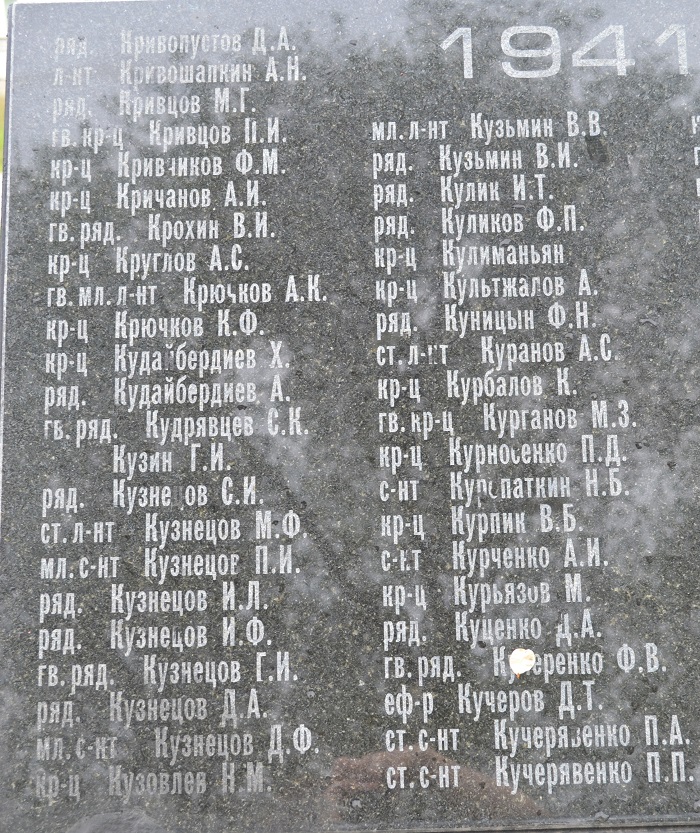 1941
ряд. Кривопустов Д.А.
л-нт Кривошапкин А.Н.
ряд. Кривцов М.Г.
гв.кр-ц Кривцов П.И.
кр-ц Кривчиков Ф.М.
кр-ц Кричанов А.И.
гв.ряд. Крохин В.И.
кр-ц Круглов А.С.
гв.мл.л-нт Крючков А.К.
кр-ц Крючков К.Ф.
кр-ц Кудайбердиев Х.
ряд. Кудайбердиев А.
гв.ряд. Кудрявцев С.К.
Кузин Г.И.
ряд. Кузнецов С.И.
ст.л-нт Кузнецов М.Ф.
мл.с-нт Кузнецов П.И.
ряд. Кузнецов И.Л.
ряд. Кузнецов И.Ф.
гв.ряд. Кузнецов Г.И.
ряд. Кузнецов Д.А.
мл.с-нт Кузнецов Д.Ф.
кр-ц Кузовлев Н.М.
мл.л-нт Кузьмин В.В.
ряд. Кузьмин В.И.
ряд. Кулик И.Т.
ряд. Куликов Ф.П.
кр-ц Кулиманьян
кр-ц Культжалов А.
ряд. Куницын Ф.Н.
ст.л-нт Куранов А.С.
кр-ц Курбалов К.
гв.кр-ц Курганов М.З.
кр-ц Курносенко П.Д.
с-нт Куропаткин Н.Б.
кр-ц Курпик В.Б.
с-нт Курченко А.И.
кр-ц Курьязов М.
ряд. Куценко Д.А.
гв.ряд. Кучеренко Ф.В.
еф-р Кучеров Д.Т.
ст.с-нт Кучерявенко П.А.
ст.с-нт Кучерявенко П.П.